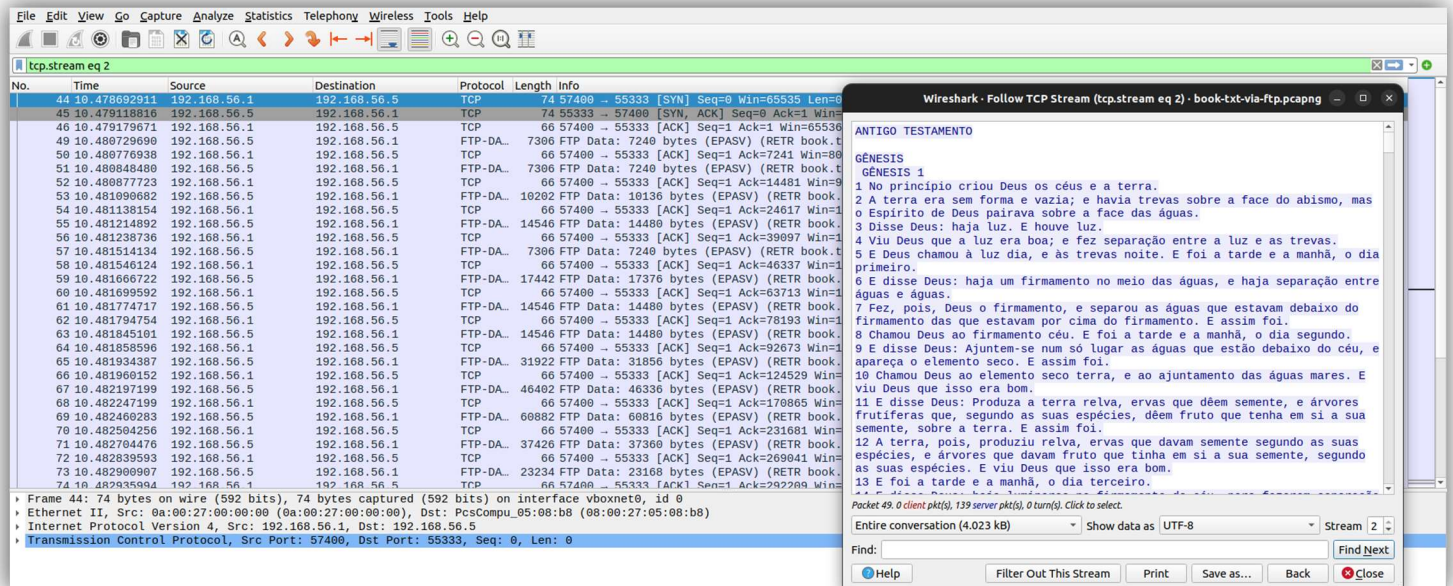 File Edit View Go Capture Analyze Statistics Telephony Wireless Tools Help
tcp.stream eq 2
No. Time Source Destination Protocol Length Info
44 10.478692911 192.168.56.1 192.168.56.5 TCP 74 57400 → 55333 [SYN] Seq=0 Win=65535 Len=0
45 10.479118816 192.168.56.5 192.168.56.1 TCP 74 55333 → 57400 [SYN, ACK] Seq=0 Ack=1 Win=
46 10.479179671 192.168.56.1 192.168.56.5 TCP 66 57400 → 55333 [ACK] Seq=1 Ack=1 Win=65536
49 10.480729690 192.168.56.5 192.168.56.1 FTP-DA… 7306 FTP Data: 7240 bytes (EPASV) (RETR book.t
50 10.480776938 192.168.56.1 192.168.56.5 TCP 66 57400 → 55333 [ACK] Seq=1 Ack=7241 Win=80
51 10.480848480 192.168.56.5 192.168.56.1 FTP-DA… 7306 FTP Data: 7240 bytes (EPASV) (RETR book.t
52 10.480877723 192.168.56.1 192.168.56.5 TCP 66 57400 → 55333 [ACK] Seq=1 Ack=14481 Win=9
53 10.481090682 192.168.56.5 192.168.56.1 FTP-DA… 10202 FTP Data: 10136 bytes (EPASV) (RETR book.
54 10.481138154 192.168.56.1 192.168.56.5 TCP 66 57400 → 55333 [ACK] Seq=1 Ack=24617 Win=1
55 10.481214892 192.168.56.5 192.168.56.1 FTP-DA… 14546 FTP Data: 14480 bytes (EPASV) (RETR book.
56 10.481238736 192.168.56.1 192.168.56.5 TCP 66 57400 → 55333 [ACK] Seq=1 Ack=39097 Win=1
57 10.481514134 192.168.56.5 192.168.56.1 FTP-DA… 7306 FTP Data: 7240 bytes (EPASV) (RETR book.t
58 10.481546124 192.168.56.1 192.168.56.5 TCP 66 57400 → 55333 [ACK] Seq=1 Ack=46337 Win=1
59 10.481666722 192.168.56.5 192.168.56.1 FTP-DA… 17442 FTP Data: 17376 bytes (EPASV) (RETR book.
60 10.481699592 192.168.56.1 192.168.56.5 TCP 66 57400 → 55333 [ACK] Seq=1 Ack=63713 Win=1
61 10.481774717 192.168.56.5 192.168.56.1 FTP-DA… 14546 FTP Data: 14480 bytes (EPASV) (RETR book.
62 10.481794754 192.168.56.1 192.168.56.5 TCP 66 57400 → 55333 [ACK] Seq=1 Ack=78193 Win=1
63 10.481845101 192.168.56.5 192.168.56.1 FTP-DA… 14546 FTP Data: 14480 bytes (EPASV) (RETR book.
64 10.481858596 192.168.56.1 192.168.56.5 TCP 66 57400 → 55333 [ACK] Seq=1 Ack=92673 Win=1
65 10.481934387 192.168.56.5 192.168.56.1 FTP-DA… 31922 FTP Data: 31856 bytes (EPASV) (RETR book.
66 10.481960152 192.168.56.1 192.168.56.5 TCP 66 57400 → 55333 [ACK] Seq=1 Ack=124529 Win=
67 10.482197199 192.168.56.5 192.168.56.1 FTP-DA… 46402 FTP Data: 46336 bytes (EPASV) (RETR book.
68 10.482247199 192.168.56.1 192.168.56.5 TCP 66 57400 → 55333 [ACK] Seq=1 Ack=170865 Win=
69 10.482460283 192.168.56.5 192.168.56.1 FTP-DA… 60882 FTP Data: 60816 bytes (EPASV) (RETR book.
70 10.482504256 192.168.56.1 192.168.56.5 TCP 66 57400 → 55333 [ACK] Seq=1 Ack=231681 Win=
71 10.482704476 192.168.56.5 192.168.56.1 FTP-DA… 37426 FTP Data: 37360 bytes (EPASV) (RETR book.
72 10.482839593 192.168.56.1 192.168.56.5 TCP 66 57400 → 55333 [ACK] Seq=1 Ack=269041 Win=
73 10.482900907 192.168.56.5 192.168.56.1 FTP-DA… 23234 FTP Data: 23168 bytes (EPASV) (RETR book.
74 10.482935994 192.168.56.1 192.168.56.5 TCP 66 57400 → 55333 [ACK] Seq=1 Ack=292209 Win=
Frame 44: 74 bytes on wire (592 bits), 74 bytes captured (592 bits) on interface vboxnet0, id 0
Ethernet II, Src: 0a:00:27:00:00:00 (0a:00:27:00:00:00), Dst: PcsCompu_05:08:b8 (08:00:27:05:08:b8)
Internet Protocol Version 4, Src: 192.168.56.1, Dst: 192.168.56.5
Transmission Control Protocol, Src Port: 57400, Dst Port: 55333, Seq: 0, Len: 0
Wireshark · Follow TCP Stream (tcp.stream eq 2) · book-txt-via-ftp.pcapng
ANTIGO TESTAMENTO
GÊNESIS
GÊNESIS 1
1 No princípio criou Deus os céus e a terra.
2 A terra era sem forma e vazia; e havia trevas sobre a face do abismo, mas
o Espírito de Deus pairava sobre a face das águas.
3 Disse Deus: haja luz. E houve luz.
4 Viu Deus que a luz era boa; e fez separação entre a luz e as trevas.
5 E Deus chamou à luz dia, e às trevas noite. E foi a tarde e a manhã, o dia
primeiro.
6 E disse Deus: haja um firmamento no meio das águas, e haja separação entre
águas e águas.
7 Fez, pois, Deus o firmamento, e separou as águas que estavam debaixo do
firmamento das que estavam por cima do firmamento. E assim foi.
8 Chamou Deus ao firmamento céu. E foi a tarde e a manhã, o dia segundo.
9 E disse Deus: Ajuntem-se num só lugar as águas que estão debaixo do céu, e
apareça o elemento seco. E assim foi.
10 Chamou Deus ao elemento seco terra, e ao ajuntamento das águas mares. E
viu Deus que isso era bom.
11 E disse Deus: Produza a terra relva, ervas que dêem semente, e árvores
frutíferas que, segundo as suas espécies, dêem fruto que tenha em si a sua
semente, sobre a terra. E assim foi.
12 A terra, pois, produziu relva, ervas que davam semente segundo as suas
espécies, e árvores que davam fruto que tinha em si a sua semente, segundo
as suas espécies. E viu Deus que isso era bom.
13 E foi a tarde e a manhã, o dia terceiro.
Packet 49. 0 client pkt(s), 139 server pkt(s), 0 turn(s). Click to select.
Entire conversation (4.023 kB) Show data as UTF-8 Stream 2
Find: Find Next
Help Filter Out This Stream Print Save as… Back Close